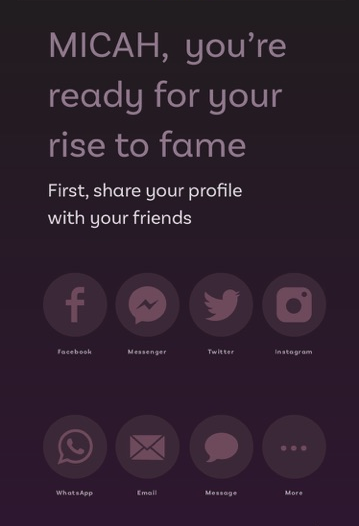 MICAH, you're
ready for your
rise to fame
First, share your profile
with your friends
Facebook Messenger Twitter Instagram
WhatsApp Email Message More